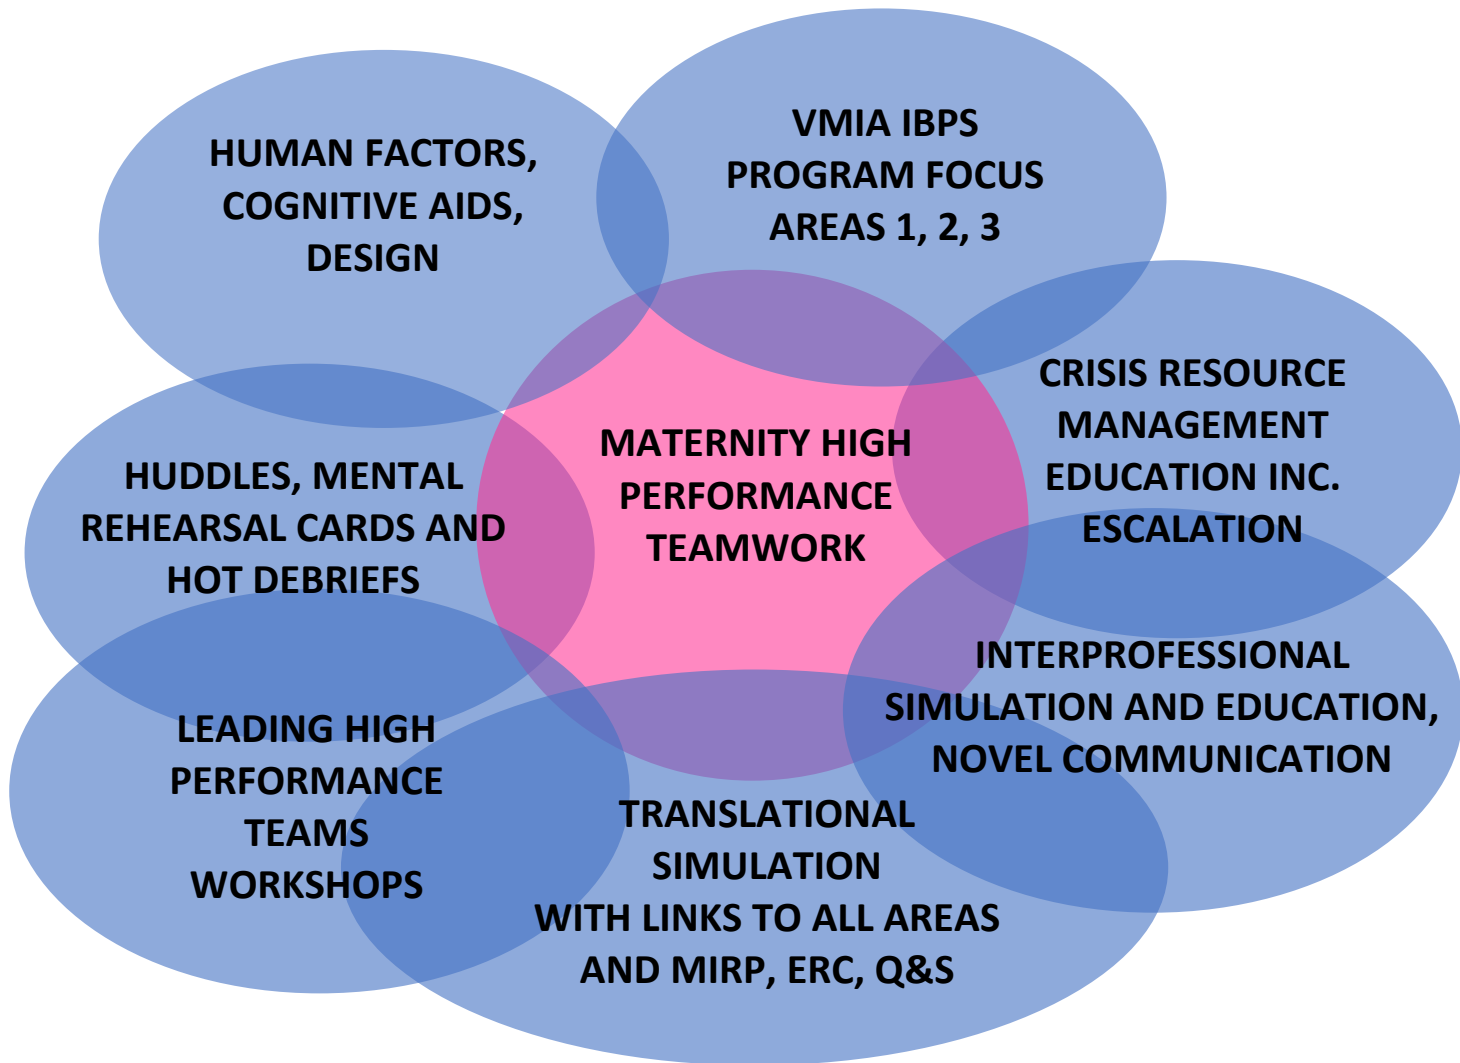 HUMAN FACTORS,
COGNITIVE AIDS,
DESIGN
VMIA IBPS
PROGRAM FOCUS
AREAS 1, 2, 3
CRISIS RESOURCE
MANAGEMENT
EDUCATION INC.
ESCALATION
MATERNITY HIGH
PERFORMANCE
TEAMWORK
HUDDLES, MENTAL
REHEARSAL CARDS AND
HOT DEBRIEFS
INTERPROFESSIONAL
SIMULATION AND EDUCATION,
NOVEL COMMUNICATION
LEADING HIGH
PERFORMANCE
TEAMS
WORKSHOPS
TRANSLATIONAL
SIMULATION
WITH LINKS TO ALL AREAS
AND MIRP, ERC, Q&S